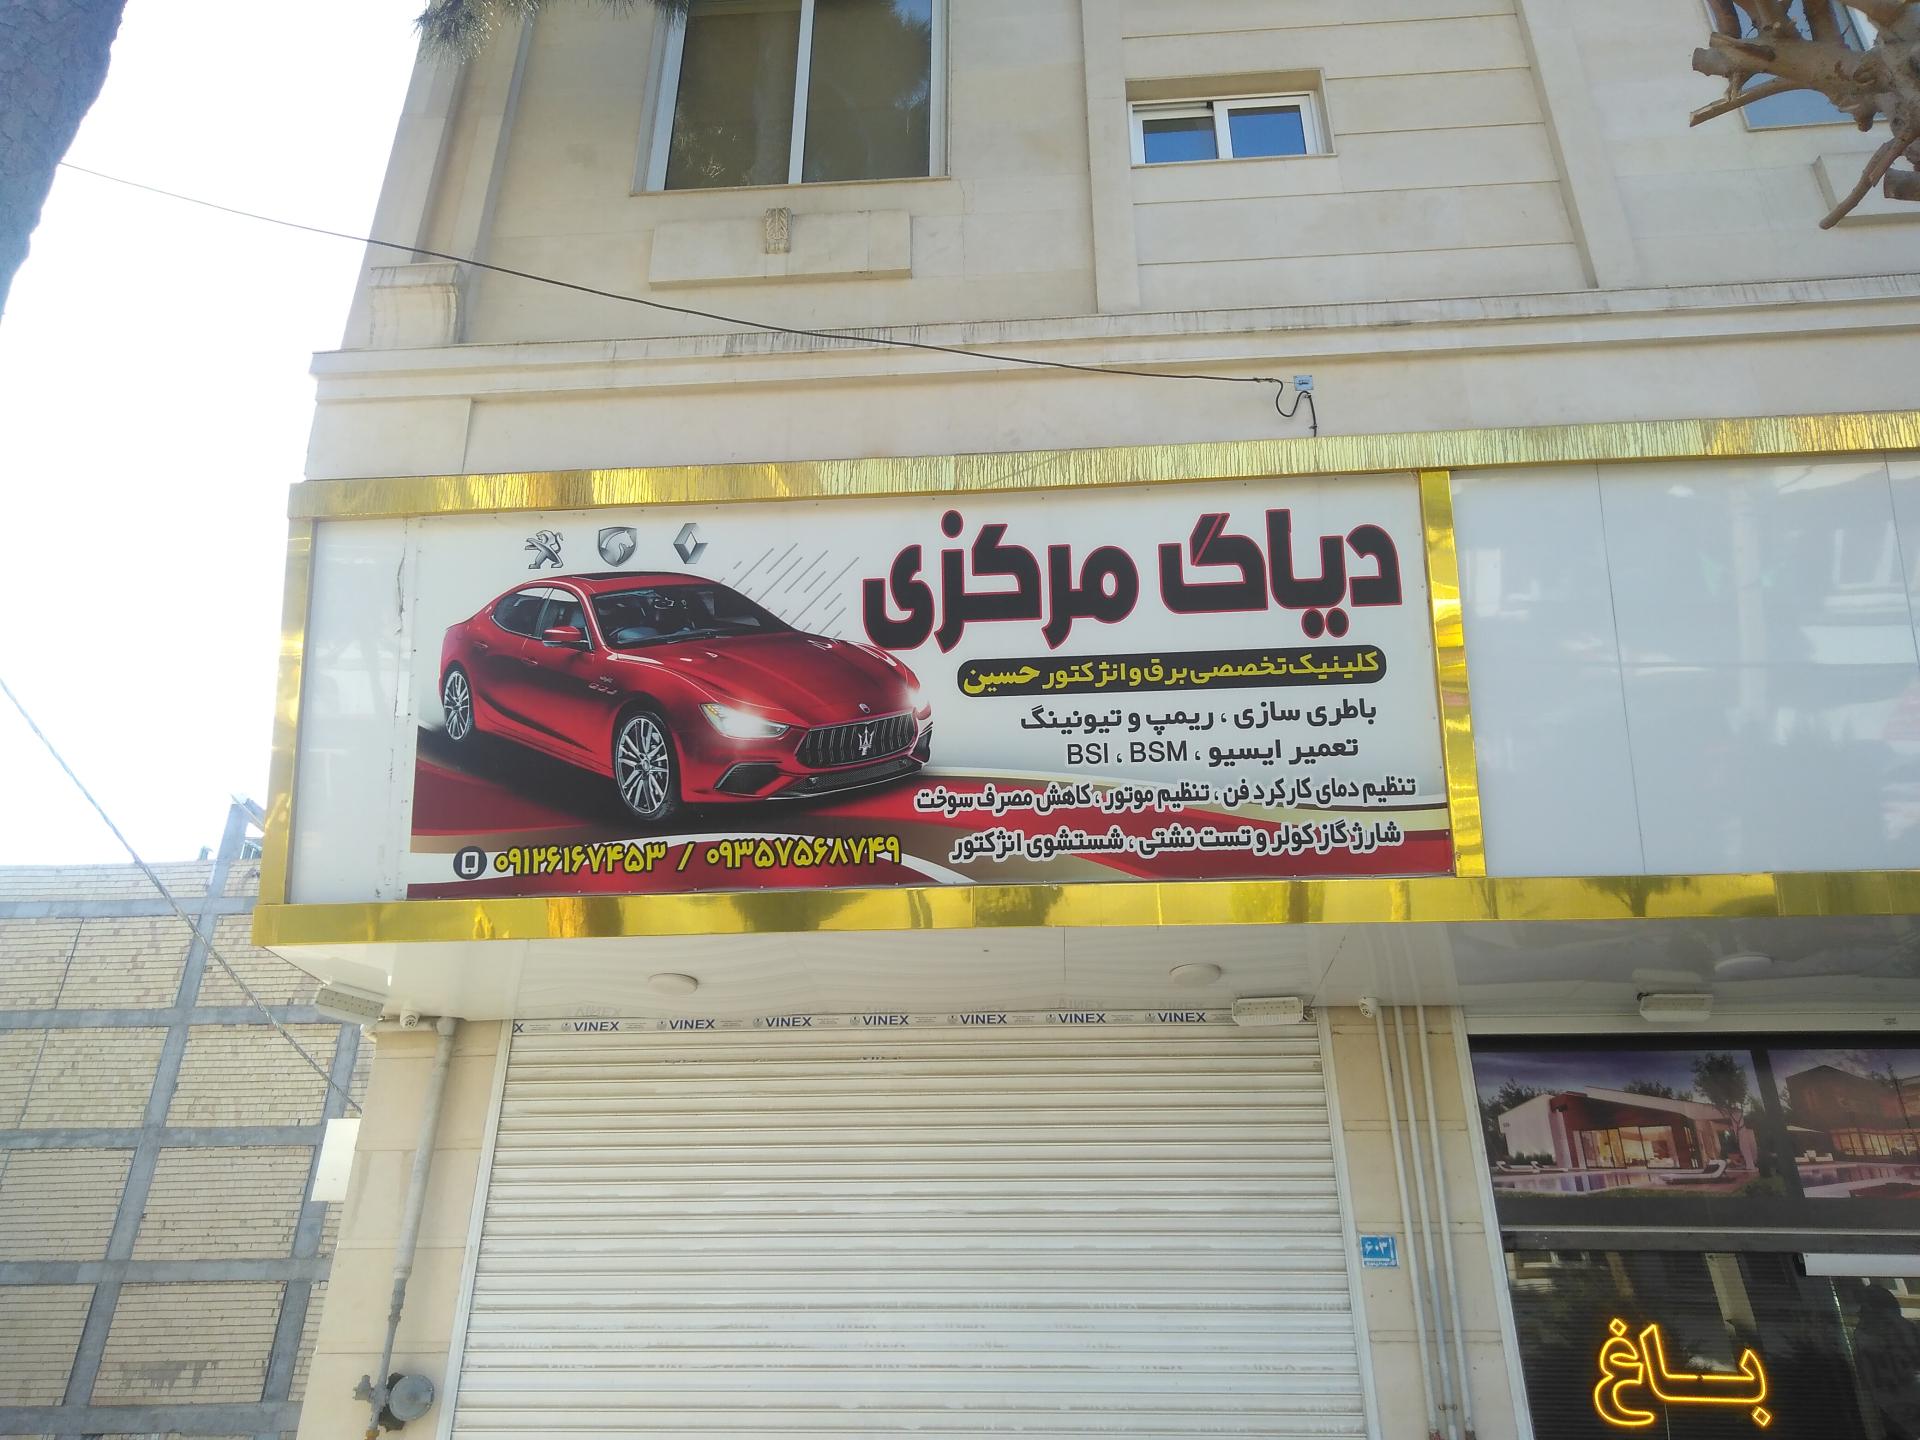 دیاگ مرکزی
کلینیک تخصصی برق و انژکتور حسین
باطری سازی ، ریمپ و تیونینگ
تعمیر ایسیو ، BSI ، BSM
تنظیم دمای کارکرد فن ، تنظیم موتور ، کاهش مصرف سوخت
شارژ گاز کولر و تست نشتی ، شستشوی انژکتور
۰۹۱۲۶۱۶۷۴۵۳ / ۰۹۳۵۷۵۶۸۷۴۹
VINEX VINEX VINEX VINEX VINEX VINEX VINEX
۶۰۳
باغ